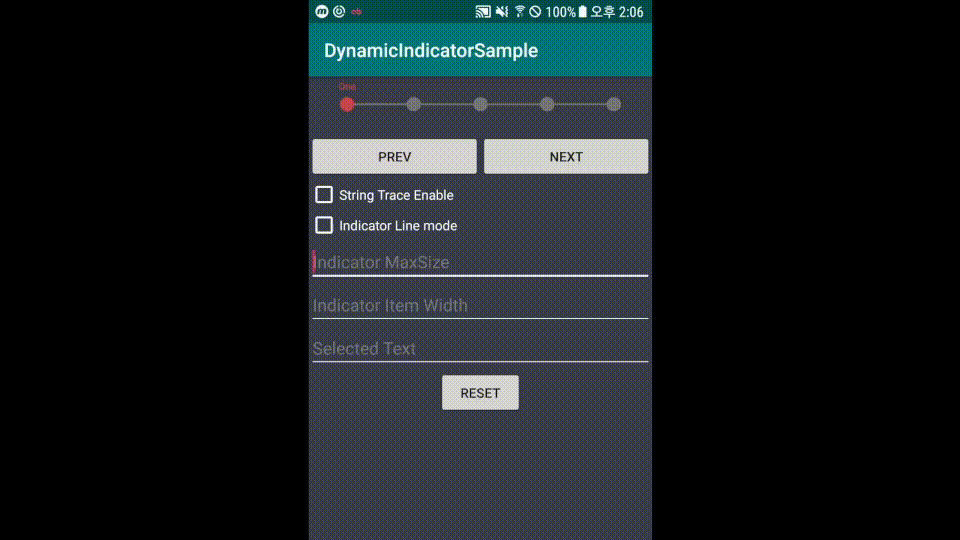 100% 오후 2:06
DynamicIndicatorSample
One
PREV NEXT
String Trace Enable
Indicator Line mode
Indicator MaxSize
Indicator Item Width
Selected Text
RESET